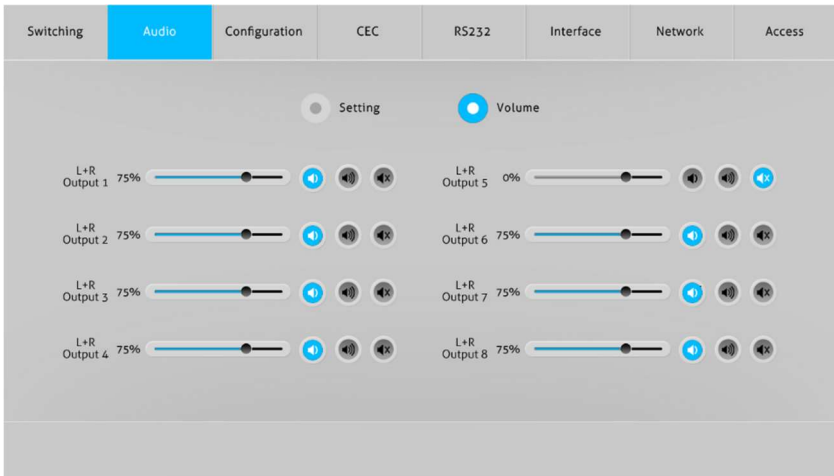 Switching Audio Configuration CEC RS232 Interface Network Access
Setting Volume
L+R
Output 1 75%
L+R
Output 5 0%
L+R
Output 2 75%
L+R
Output 6 75%
L+R
Output 3 75%
L+R
Output 7 75%
L+R
Output 4 75%
L+R
Output 8 75%